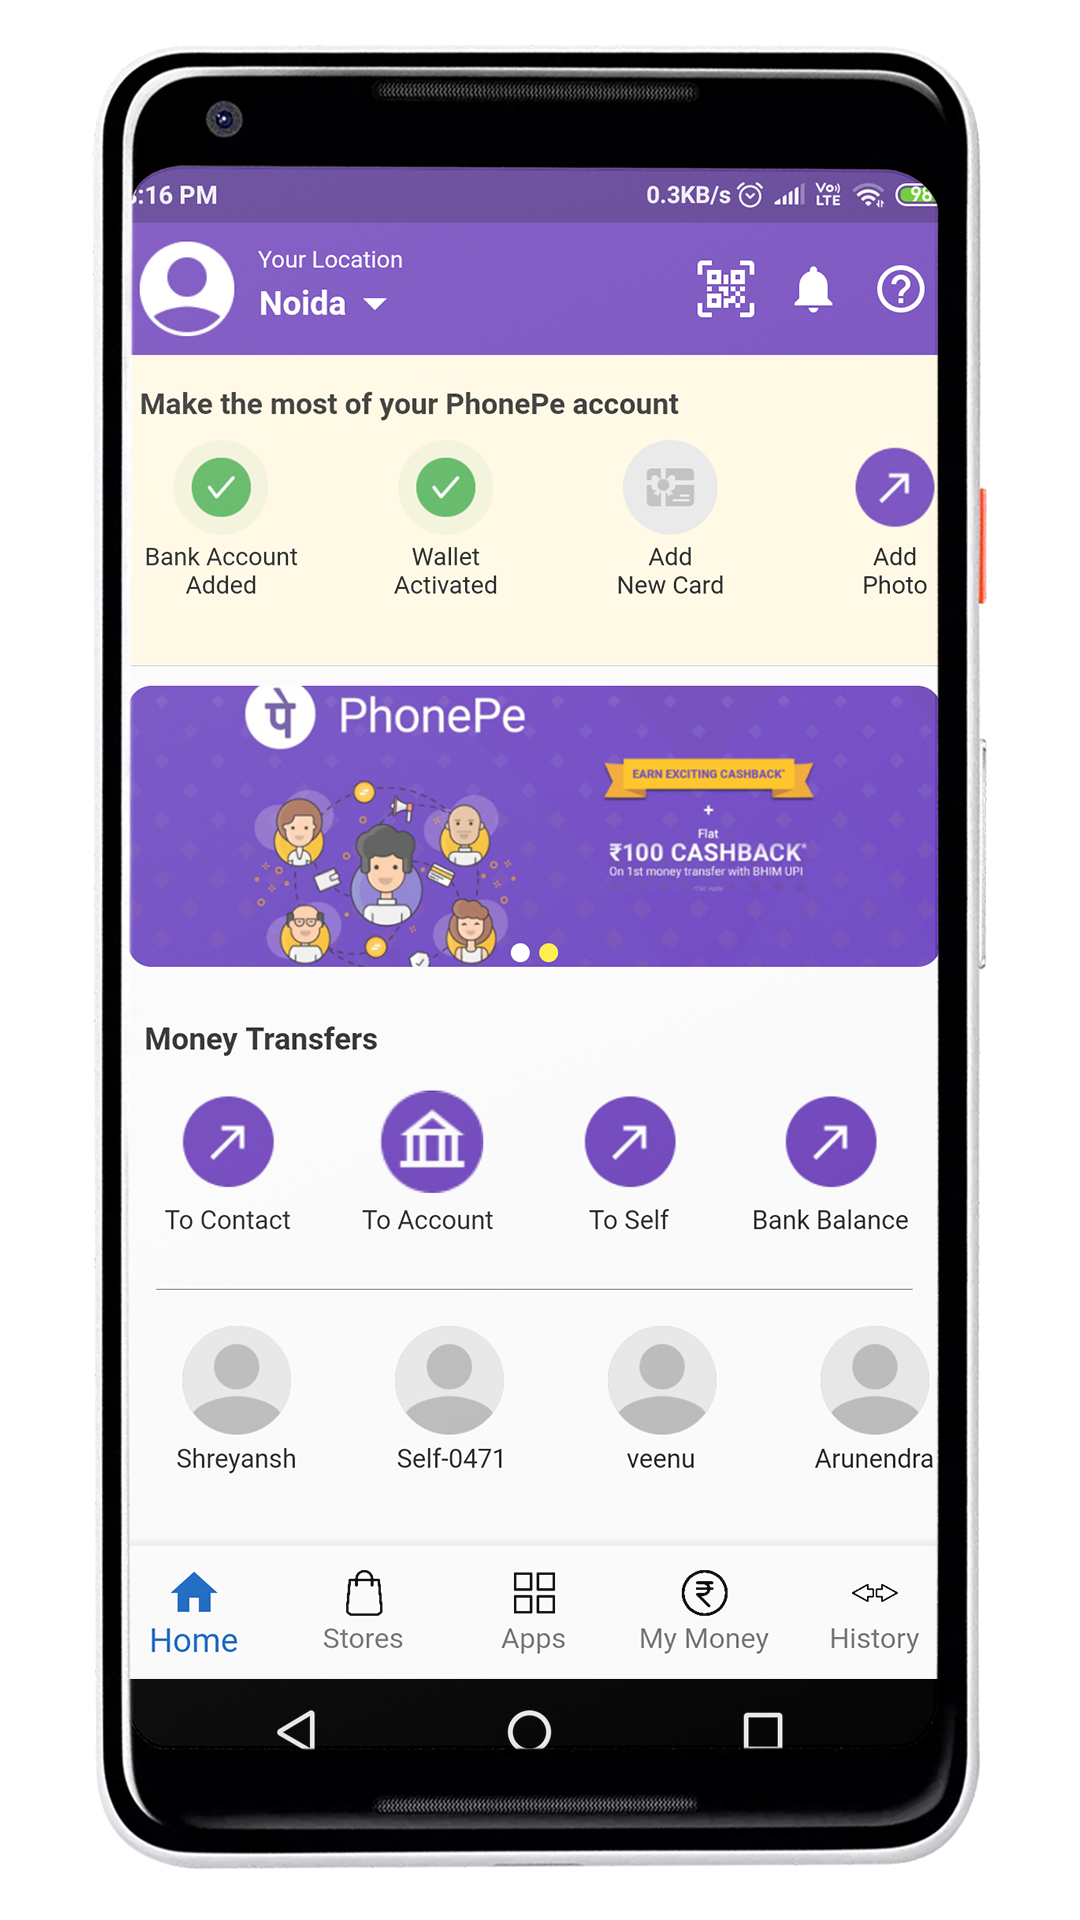 :16 PM 0.3KB/s Vo) LTE 98
Your Location
Noida
Make the most of your PhonePe account
Bank Account Added
Wallet Activated
Add New Card
Add Photo
पे PhonePe
EARN EXCITING CASHBACK*
+
Flat
₹100 CASHBACK*
On 1st money transfer with BHIM UPI
Money Transfers
To Contact To Account To Self Bank Balance
Shreyansh Self-0471 veenu Arunendra
Home Stores Apps My Money History